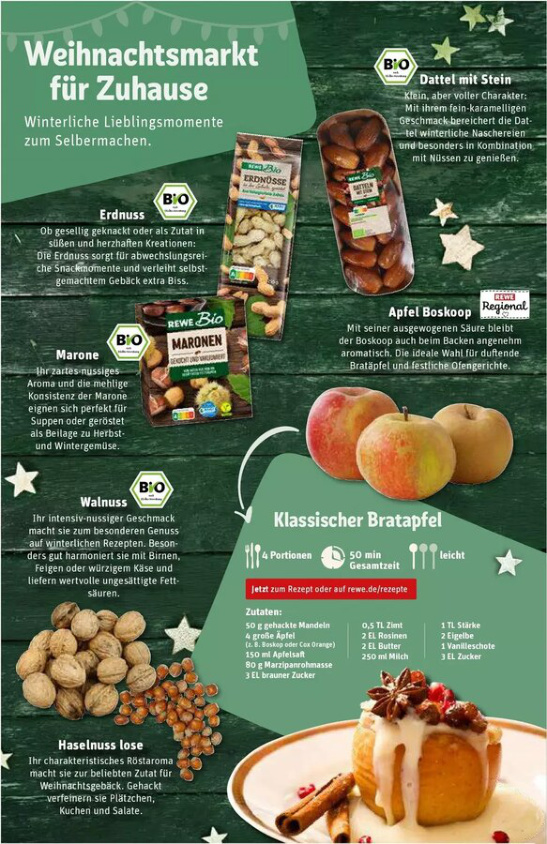 Weihnachtsmarkt
für Zuhause
Winterliche Lieblingsmomente
zum Selbermachen.
BIO
Dattel mit Stein
Klein, aber voller Charakter:
Mit ihrem fein-karamelligen
Geschmack bereichert die Dat-
tel winterliche Naschereien
und besonders in Kombination
mit Nüssen zu genießen.
REWE Bio
ERDNÜSSE
REWE Bio
DATTELN
BIO
Erdnuss
Ob gesellig geknackt oder als Zutat in
süßen und herzhaften Kreationen:
Die Erdnuss sorgt für abwechslungsrei-
che Snackmomente und verleiht selbst-
gemachtem Gebäck extra Biss.
REWE
Regional
Apfel Boskoop
Mit seiner ausgewogenen Säure bleibt
der Boskoop auch beim Backen angenehm
aromatisch. Die ideale Wahl für duftende
Bratäpfel und festliche Ofengerichte.
REWE Bio
MARONEN
GEKOCHT UND VAKUUMIERT
BIO
Marone
Ihr zartes-nussiges
Aroma und die mehlige
Konsistenz der Marone
eignen sich perfekt für
Suppen oder geröstet
als Beilage zu Herbst-
und Wintergemüse.
BIO
Walnuss
Ihr intensiv-nussiger Geschmack
macht sie zum besonderen Genuss
auf winterlichen Rezepten. Beson-
ders gut harmoniert sie mit Birnen,
Feigen oder würzigem Käse und
liefern wertvolle ungesättigte Fett-
säuren.
Klassischer Bratapfel
4 Portionen
50 min
Gesamtzeit
leicht
Jetzt zum Rezept oder auf rewe.de/rezepte
Zutaten:
50 g gehackte Mandeln
4 große Äpfel
(z. B. Boskop oder Cox Orange)
150 ml Apfelsaft
80 g Marzipanrohmasse
3 EL brauner Zucker
0,5 TL Zimt
2 EL Rosinen
2 EL Butter
250 ml Milch
1 TL Stärke
2 Eigelbe
1 Vanilleschote
3 EL Zucker
Haselnuss lose
Ihr charakteristisches Röstaroma
macht sie zur beliebten Zutat für
Weihnachtsgebäck. Gehackt
verfeinern sie Plätzchen,
Kuchen und Salate.